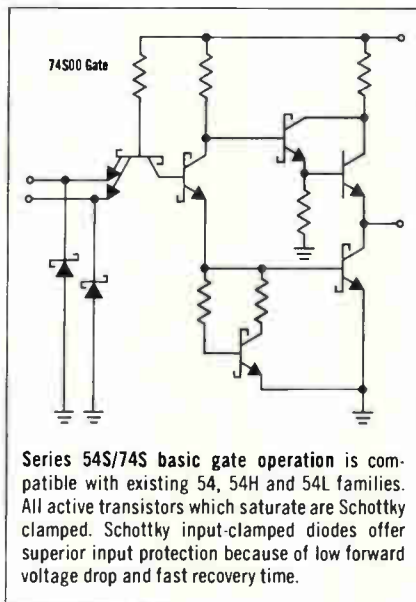 74S00 Gate
Series 54S/74S basic gate operation is com-
patible with existing 54, 54H and 54L families.
All active transistors which saturate are Schottky
clamped. Schottky input-clamped diodes offer
superior input protection because of low forward
voltage drop and fast recovery time.